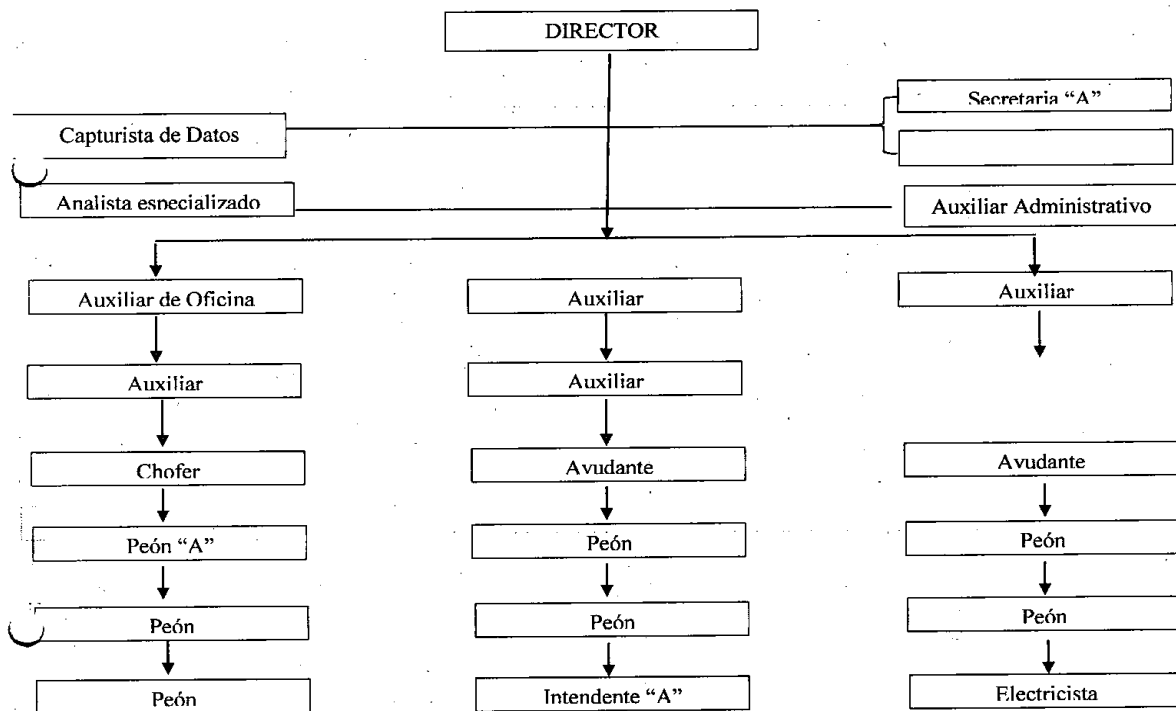 DIRECTOR
Secretaria “A”
Capturista de Datos
Analista especializado
Auxiliar Administrativo
Auxiliar de Oficina
Auxiliar
Auxiliar
Auxiliar
Auxiliar
Chofer
Avudante
Avudante
Peón “A”
Peón
Peón
Peón
Peón
Peón
Peón
Intendente “A”
Electricista